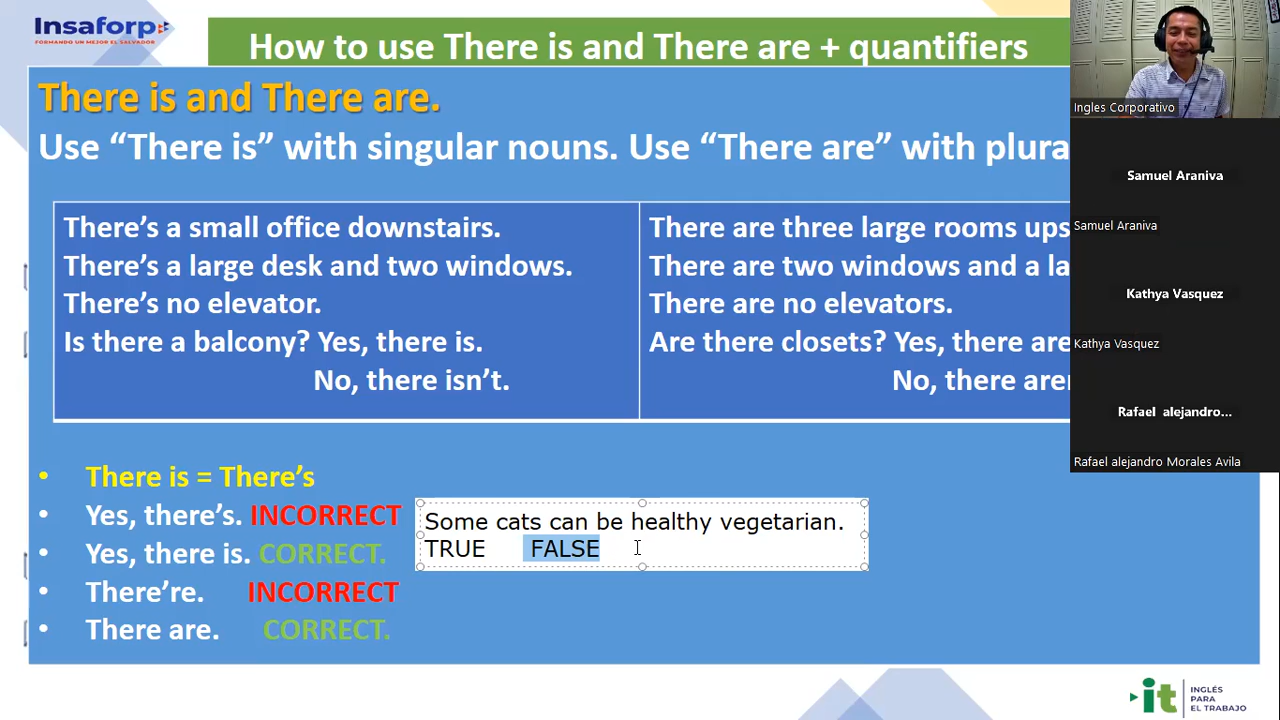 Insaforp
FORMANDO UN MEJOR EL SALVADOR
How to use There is and There are + quantifiers
There is and There are.
Use “There is” with singular nouns. Use “There are” with plura
There’s a small office downstairs.
There’s a large desk and two windows.
There’s no elevator.
Is there a balcony? Yes, there is.
No, there isn’t.
There are three large rooms ups
There are two windows and a la
There are no elevators.
Are there closets? Yes, there are
No, there aren
• There is = There’s
• Yes, there’s. INCORRECT
• Yes, there is. CORRECT.
• There’re. INCORRECT
• There are. CORRECT.
Some cats can be healthy vegetarian.
TRUE FALSE
Ingles Corporativo
Samuel Araniva
Samuel Araniva
Kathya Vasquez
Kathya Vasquez
Rafael alejandro...
Rafael alejandro Morales Avila
it
INGLÉS
PARA
EL TRABAJO